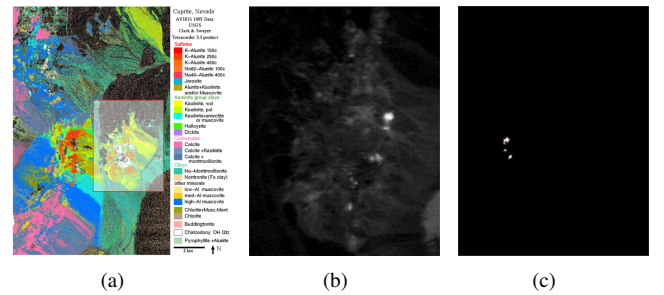 Cuprite, Nevada
AVIRIS 1995 Data
USGS
Clark & Swayze
Tetracorder 3.3 product
Sulfates
K-Alunite 150c
K-Alunite 250c
K-Alunite 450c
Na82-Alunite 100c
Na40-Alunite 400c
Jarosite
Alunite+Kaolinite
and/or Muscovite
Kaolinite group clays
Kaolinite, wxl
Kaolinite, pxl
Kaolinite+smectite
or muscovite
Halloysite
Dickite
Carbonates
Calcite
Calcite +Kaolinite
Calcite +
montmorillonite
Clays
Na-Montmorillonite
Nontronite (Fe clay)
other minerals
low-Al muscovite
med-Al muscovite
high-Al muscovite
Chlorite+Musc,Mont
Chlorite
Buddingtonite
Chalcedony: OH Qtz
Pyrophyllite +Alunite
2 km
N
(a)
(b)
(c)